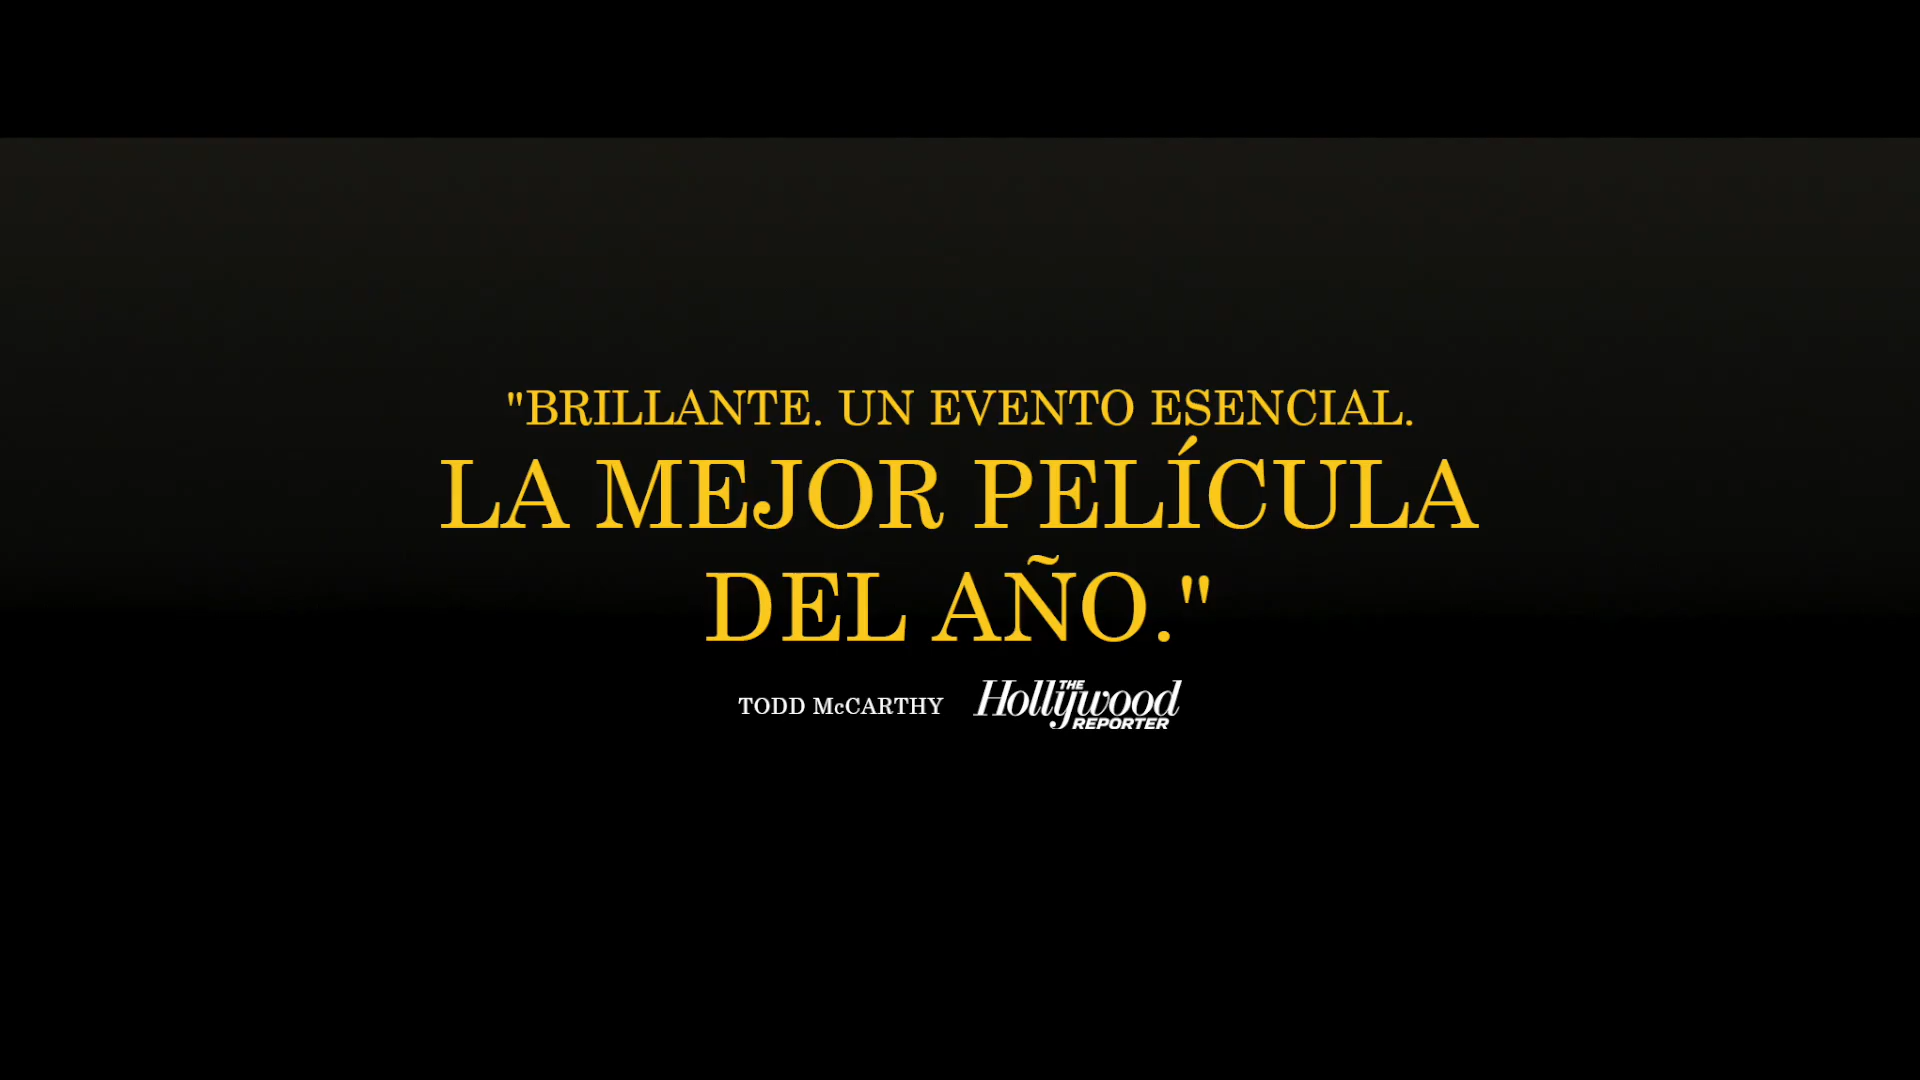 "BRILLANTE. UN EVENTO ESENCIAL.
LA MEJOR PELÍCULA
DEL AÑO."
TODD McCARTHY THE Hollywood REPORTER